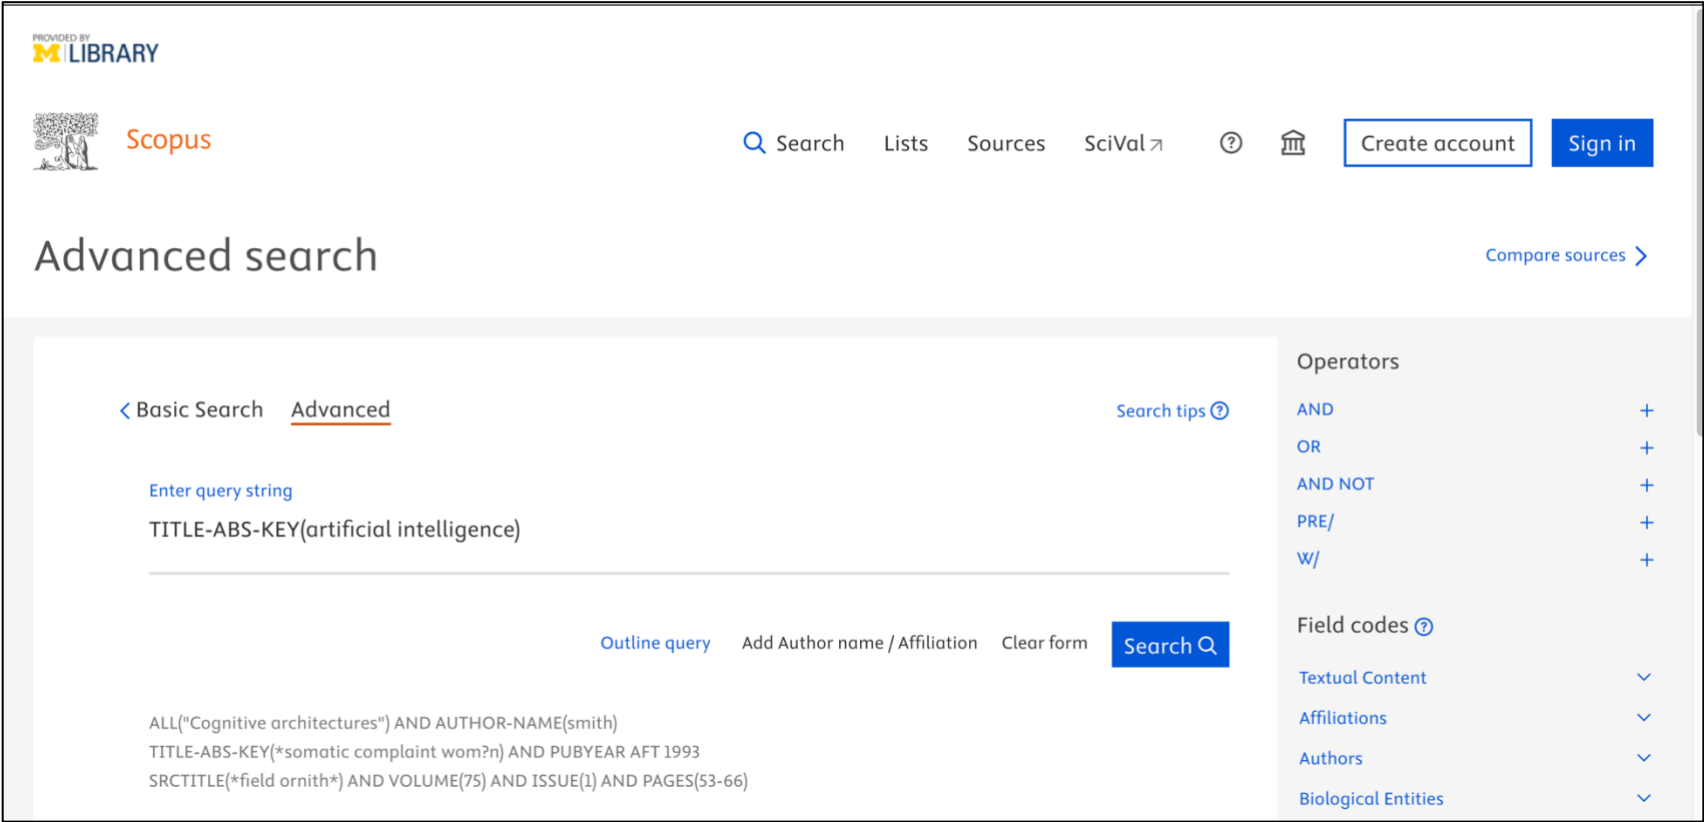 PROVIDED BY
M LIBRARY
Scopus
Search Lists Sources SciVal Create account Sign in
Advanced search
Compare sources
Basic Search Advanced
Search tips
Enter query string
TITLE-ABS-KEY(artificial intelligence)
Outline query Add Author name / Affiliation Clear form Search
ALL("Cognitive architectures") AND AUTHOR-NAME(smith)
TITLE-ABS-KEY(*somatic complaint wom?n) AND PUBYEAR AFT 1993
SRCTITLE(*field ornith*) AND VOLUME(75) AND ISSUE(1) AND PAGES(53-66)
Operators
AND +
OR +
AND NOT +
PRE/ +
W/ +
Field codes
Textual Content
Affiliations
Authors
Biological Entities